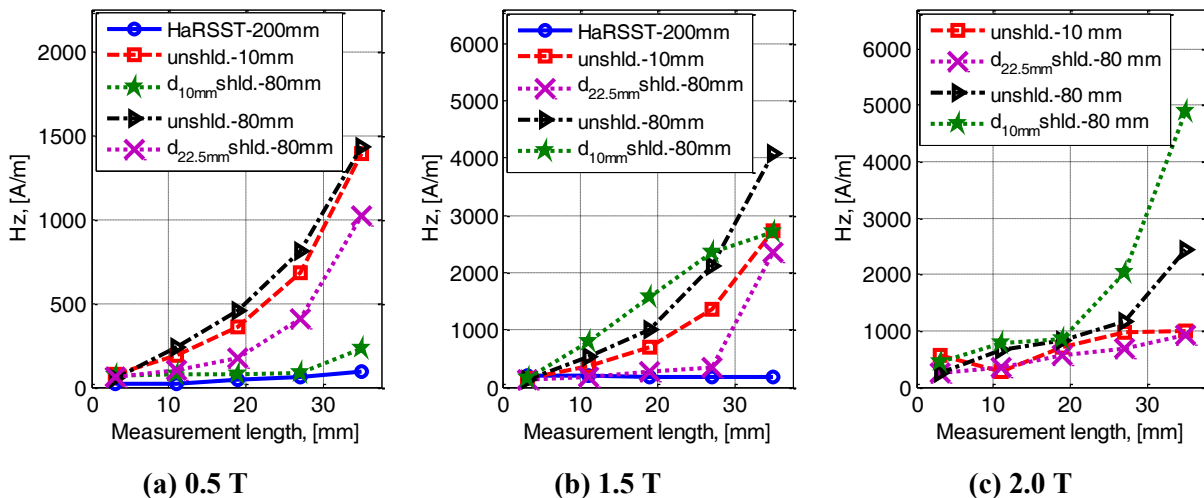 2000
1500
1000
500
0
0
10
20
30
Hz, [A/m]
Measurement length, [mm]
HaRSST-200mm
unshld.-10mm
d10mmshld.-80mm
unshld.-80mm
d22.5mmshld.-80mm
(a) 0.5 T
6000
5000
4000
3000
2000
1000
0
0
10
20
30
Hz, [A/m]
Measurement length, [mm]
HaRSST-200mm
unshld.-10mm
d22.5mmshld.-80mm
unshld.-80mm
d10mmshld.-80mm
(b) 1.5 T
6000
5000
4000
3000
2000
1000
0
0
10
20
30
Hz, [A/m]
Measurement length, [mm]
unshld.-10 mm
d22.5mmshld.-80 mm
unshld.-80 mm
d10mmshld.-80 mm
(c) 2.0 T